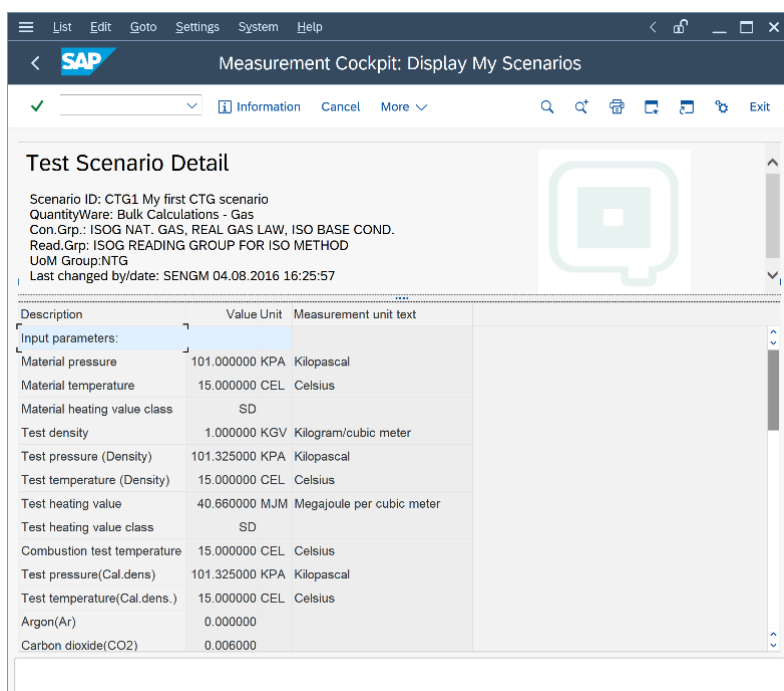 List Edit Goto Settings System Help
SAP Measurement Cockpit: Display My Scenarios
Information Cancel More Exit
Test Scenario Detail
Scenario ID: CTG1 My first CTG scenario
QuantityWare: Bulk Calculations - Gas
Con.Grp.: ISOG NAT. GAS, REAL GAS LAW, ISO BASE COND.
Read.Grp: ISOG READING GROUP FOR ISO METHOD
UoM Group:NTG
Last changed by/date: SENGM 04.08.2016 16:25:57
Description Value Unit Measurement unit text
Input parameters:
Material pressure 101.000000 KPA Kilopascal
Material temperature 15.000000 CEL Celsius
Material heating value class SD
Test density 1.000000 KGV Kilogram/cubic meter
Test pressure (Density) 101.325000 KPA Kilopascal
Test temperature (Density) 15.000000 CEL Celsius
Test heating value 40.660000 MJM Megajoule per cubic meter
Test heating value class SD
Combustion test temperature 15.000000 CEL Celsius
Test pressure(Cal.dens) 101.325000 KPA Kilopascal
Test temperature(Cal.dens.) 15.000000 CEL Celsius
Argon(Ar) 0.000000
Carbon dioxide(CO2) 0.006000